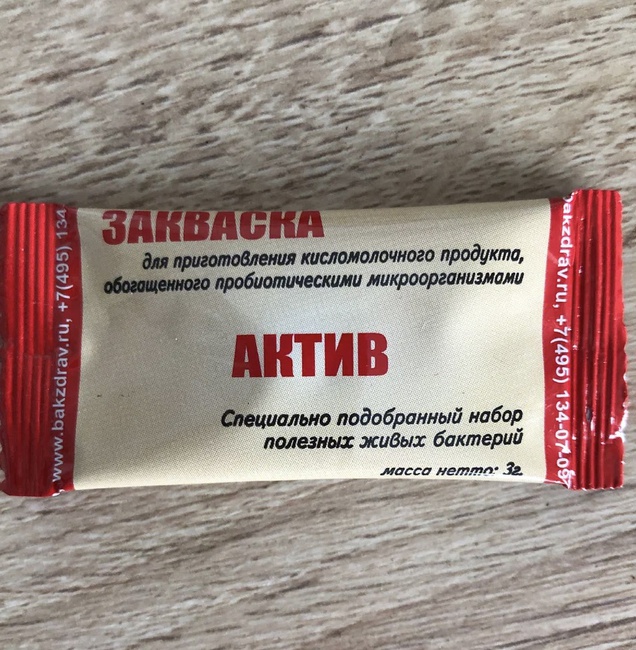 ЗАКВАСКА
для приготовления кисломолочного продукта,
обогащенного пробиотическими микроорганизмами
АКТИВ
Специально подобранный набор
полезных живых бактерий
масса нетто: 3г
www.bakzdrav.ru, +7(495) 134
bakzdrav.ru, +7(495) 134-07-09